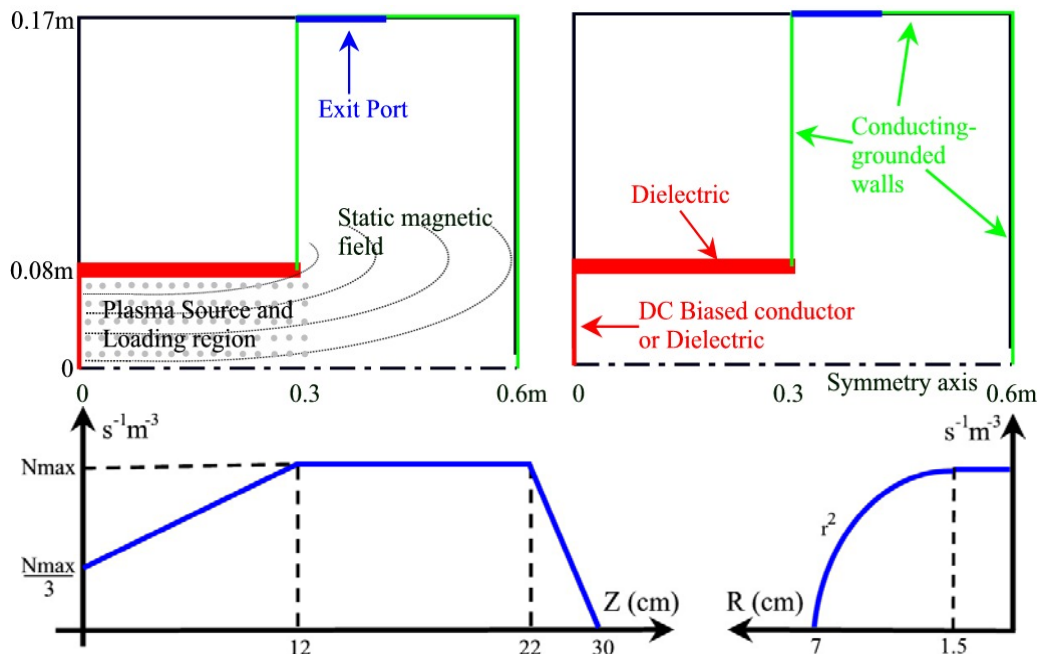 0.17m
Exit Port
Static magnetic
field
0.08m
Plasma Source and
Loading region
0
0
0.3
0.6m
Conducting-
grounded
walls
Dielectric
DC Biased conductor
or Dielectric
Symmetry axis
0
0.3
0.6m
s⁻¹m⁻³
Nmax
Nmax
3
Z (cm)
12
22
30
s⁻¹m⁻³
r²
R (cm)
7
1.5